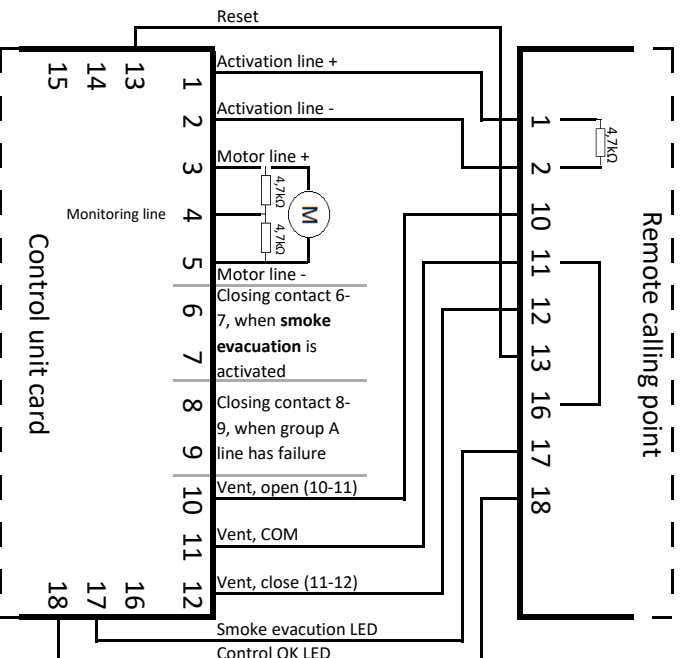 Reset
Activation line +
Activation line -
Motor line +
Monitoring line
Motor line -
Closing contact 6-
7, when smoke
evacuation is
activated
Closing contact 8-
9, when group A
line has failure
Vent, open (10-11)
Vent, COM
Vent, close (11-12)
Smoke evacution LED
Control OK LED
Control unit card
15
14
13
1
2
3
4
5
6
7
8
9
10
11
12
16
17
18
4,7kΩ
4,7kΩ
M
Remote calling point
1
2
10
11
12
13
16
17
18
4,7kΩ